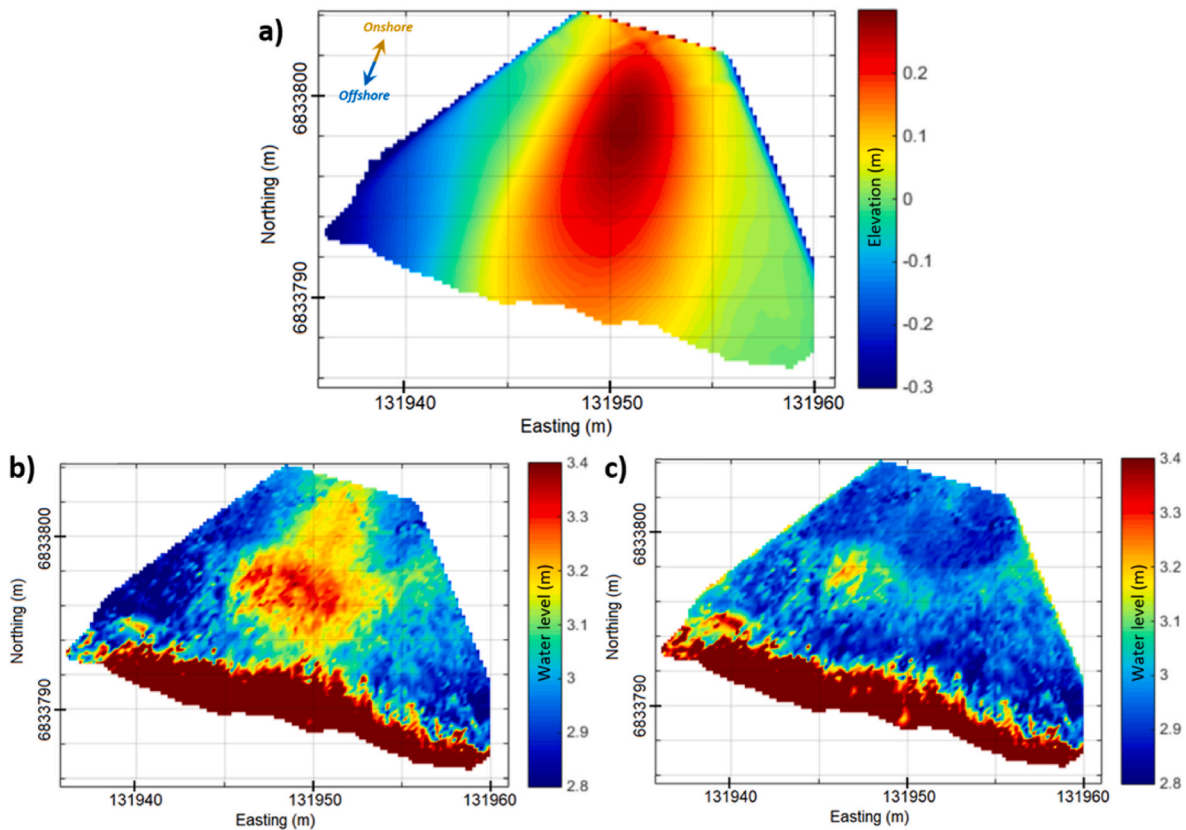 a)
Onshore
Offshore
6833800
6833790
Northing (m)
131940
131950
131960
Easting (m)
0.2
0.1
0
-0.1
-0.2
-0.3
Elevation (m)
b)
6833800
6833790
Northing (m)
131940
131950
131960
Easting (m)
3.4
3.3
3.2
3.1
3
2.9
2.8
Water level (m)
c)
6833800
6833790
Northing (m)
131940
131950
131960
Easting (m)
3.4
3.3
3.2
3.1
3
2.9
2.8
Water level (m)